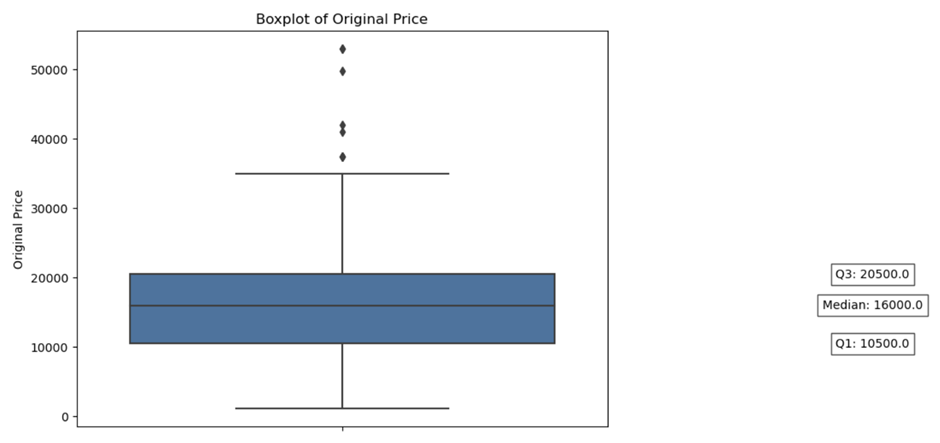 Boxplot of Original Price
Original Price
50000
40000
30000
20000
10000
0
Q3: 20500.0
Median: 16000.0
Q1: 10500.0